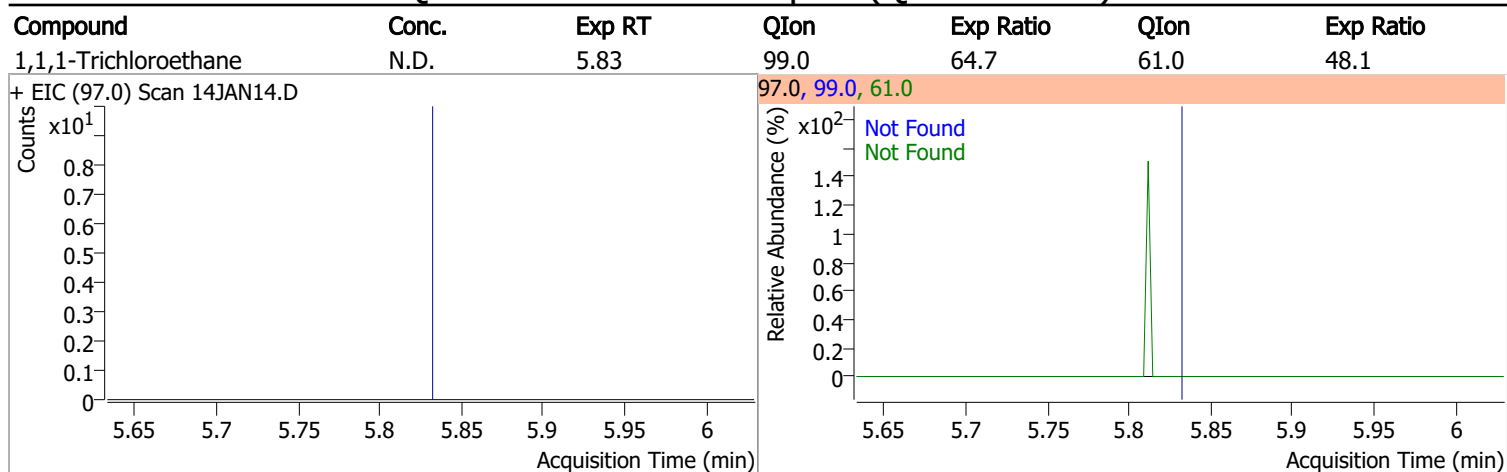 Compound Conc. Exp RT QIon Exp Ratio QIon Exp Ratio
1,1,1-Trichloroethane N.D. 5.83 99.0 64.7 61.0 48.1
+ EIC (97.0) Scan 14JAN14.D
Counts
x10¹
0.8
0.7
0.6
0.5
0.4
0.3
0.2
0.1
0
5.65 5.7 5.75 5.8 5.85 5.9 5.95 6
Acquisition Time (min)
97.0, 99.0, 61.0
Relative Abundance (%)
x10²
Not Found
Not Found
1.4
1.2
1
0.8
0.6
0.4
0.2
0
5.65 5.7 5.75 5.8 5.85 5.9 5.95 6
Acquisition Time (min)